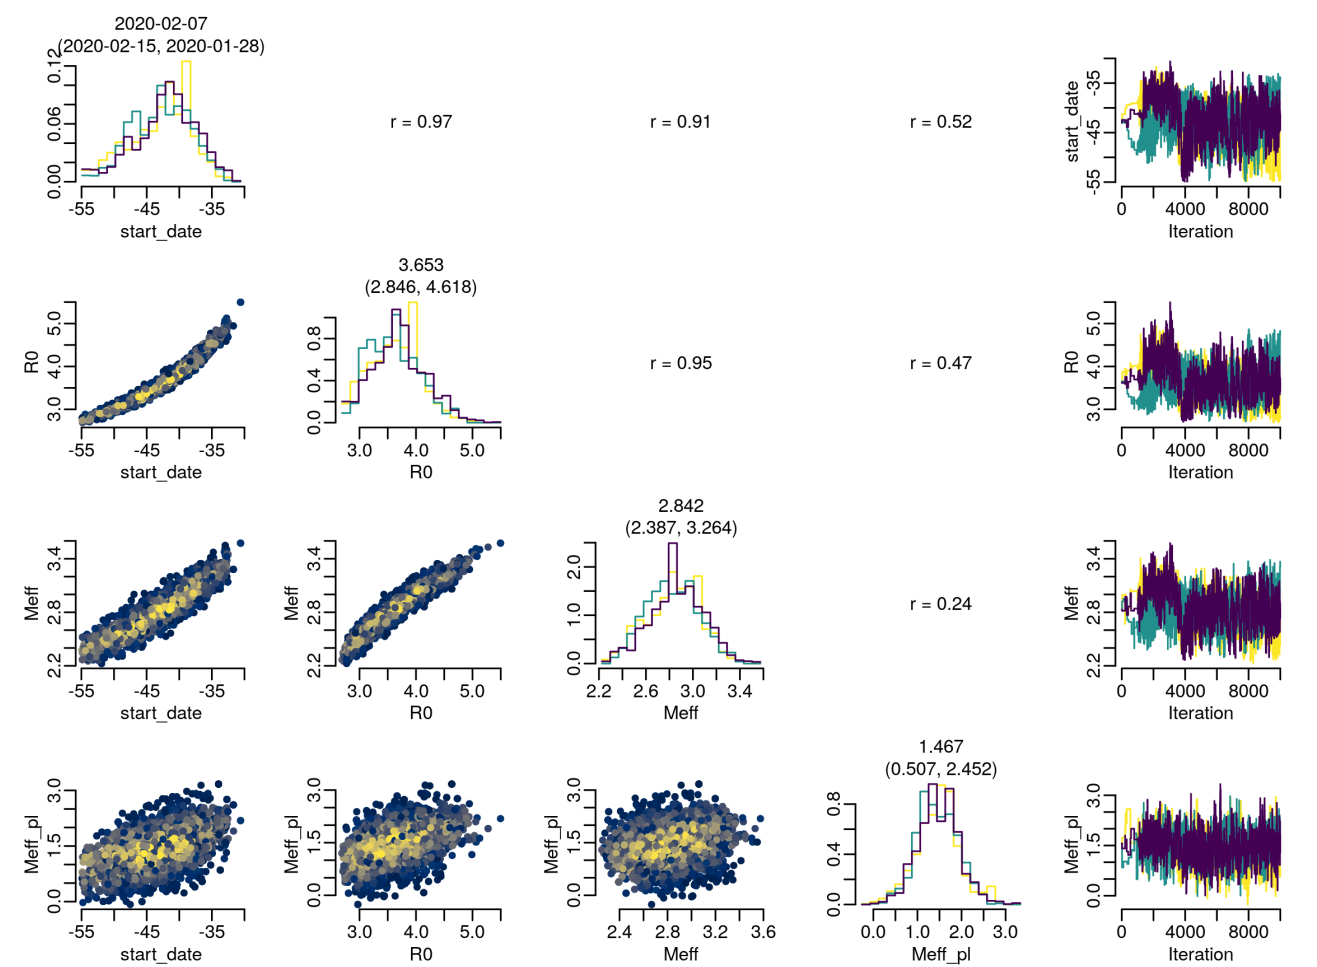 2020-02-07
(2020-02-15, 2020-01-28)
0.00 0.06 0.12
-55 -45 -35
start_date
r = 0.97
r = 0.91
r = 0.52
start_date
-55 -45 -35
0 4000 8000
Iteration
R0
3.0 4.0 5.0
-55 -45 -35
start_date
3.653
(2.846, 4.618)
0.0 0.4 0.8
3.0 4.0 5.0
R0
r = 0.95
r = 0.47
R0
3.0 4.0 5.0
0 4000 8000
Iteration
Meff
2.2 2.8 3.4
-55 -45 -35
start_date
Meff
2.2 2.8 3.4
3.0 4.0 5.0
R0
2.842
(2.387, 3.264)
0.0 1.0 2.0
2.2 2.6 3.0 3.4
Meff
r = 0.24
Meff
2.2 2.8 3.4
0 4000 8000
Iteration
Meff_pl
0.0 1.5 3.0
-55 -45 -35
start_date
Meff_pl
0.0 1.5 3.0
3.0 4.0 5.0
R0
Meff_pl
0.0 1.5 3.0
2.4 2.8 3.2 3.6
Meff
1.467
(0.507, 2.452)
0.0 0.4 0.8
0.0 1.0 2.0 3.0
Meff_pl
Meff_pl
0.0 1.5 3.0
0 4000 8000
Iteration